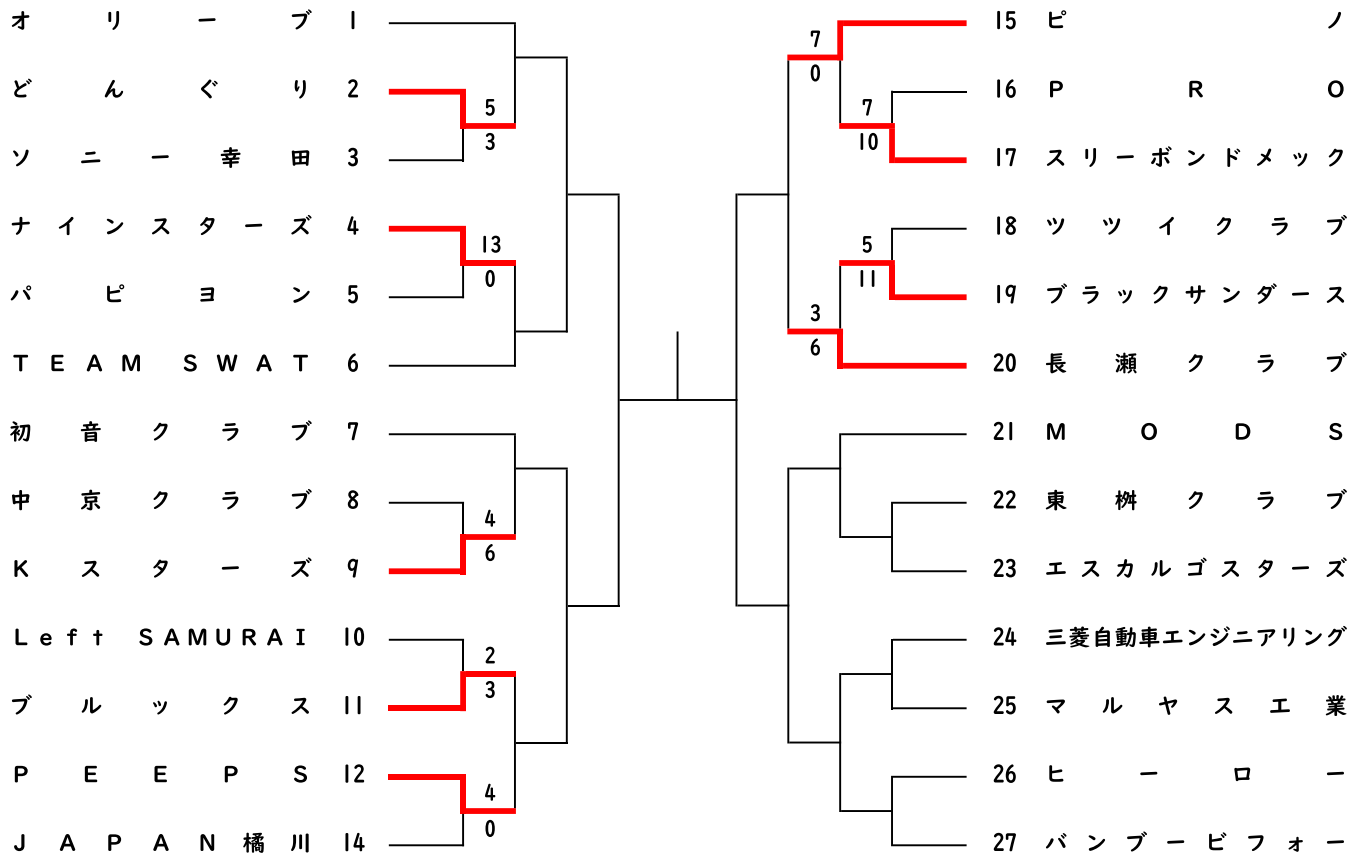 オリーブ 1
どんぐり 2
5
3
ソニー幸田 3
ナインスターズ 4
13
0
パピヨン 5
TEAM SWAT 6
初音クラブ 7
中京クラブ 8
4
6
Kスターズ 9
Left SAMURAI 10
2
3
ブルックス 11
PEEPS 12
4
0
JAPAN橘川 14
15 ピノ
7
0
16 PRO
7
10
17 スリーボンドメック
18 ツツイクラブ
5
11
19 ブラックサンダース
3
6
20 長瀬クラブ
21 MODS
22 東桝クラブ
23 エスカルゴスターズ
24 三菱自動車エンジニアリング
25 マルヤス工業
26 ヒーロー
27 バンブービフォー